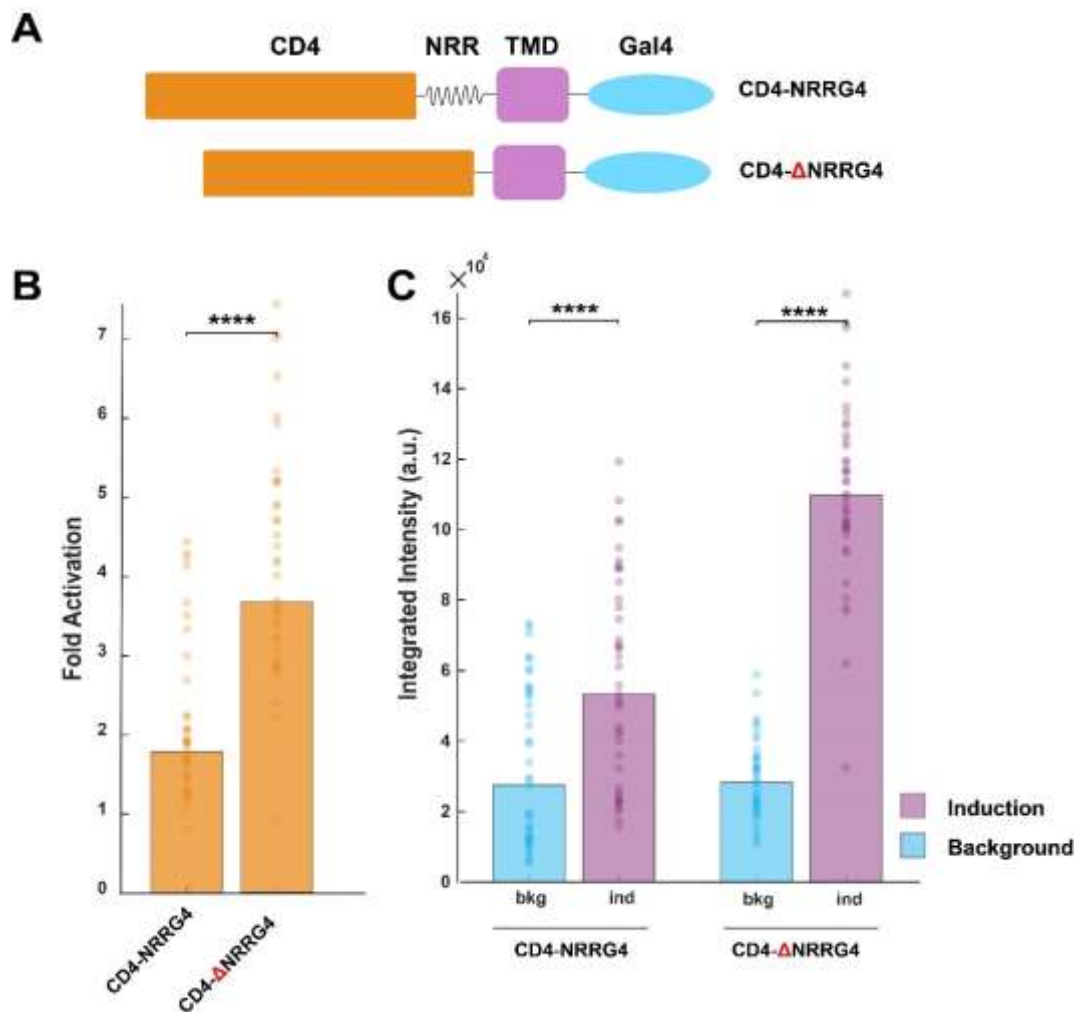 A
CD4 NRR TMD Gal4
CD4-NRRG4
CD4-ΔNRRG4
B
Fold Activation
7
6
5
4
3
2
1
0
****
CD4-NRRG4
CD4-ΔNRRG4
C
×10⁴
Integrated Intensity (a.u.)
16
14
12
10
8
6
4
2
0
**** ****
bkg ind bkg ind
CD4-NRRG4 CD4-ΔNRRG4
Induction
Background